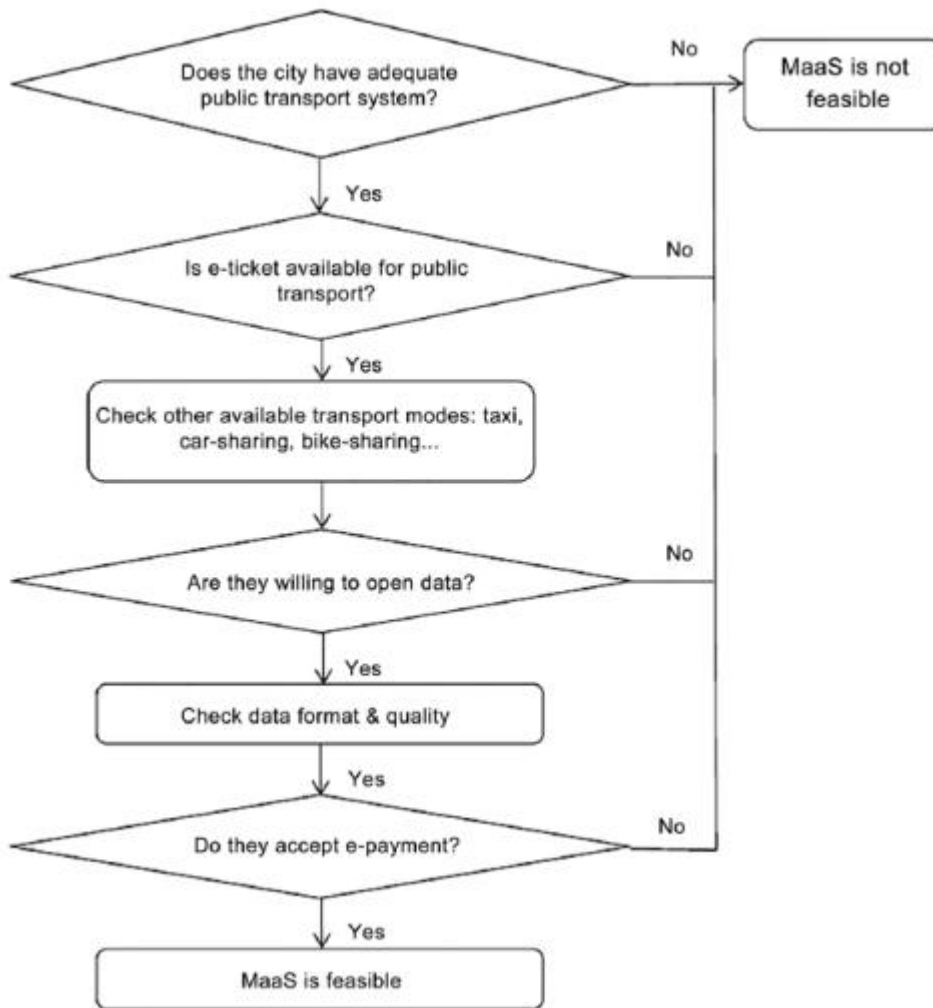 Does the city have adequate
public transport system?
No
MaaS is not
feasible
Yes
Is e-ticket available for public
transport?
No
Yes
Check other available transport modes: taxi,
car-sharing, bike-sharing...
Are they willing to open data?
No
Yes
Check data format & quality
Yes
Do they accept e-payment?
No
Yes
MaaS is feasible